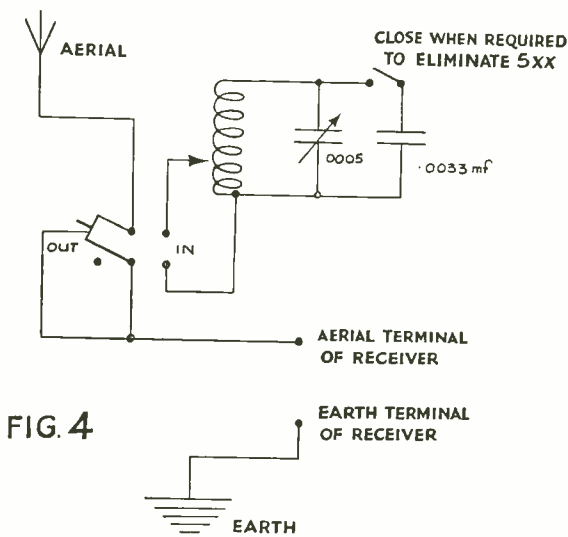 AERIAL
CLOSE WHEN REQUIRED
TO ELIMINATE 5XX
.0005
.0033 mf
OUT
IN
AERIAL TERMINAL
OF RECEIVER
FIG. 4
EARTH TERMINAL
OF RECEIVER
EARTH